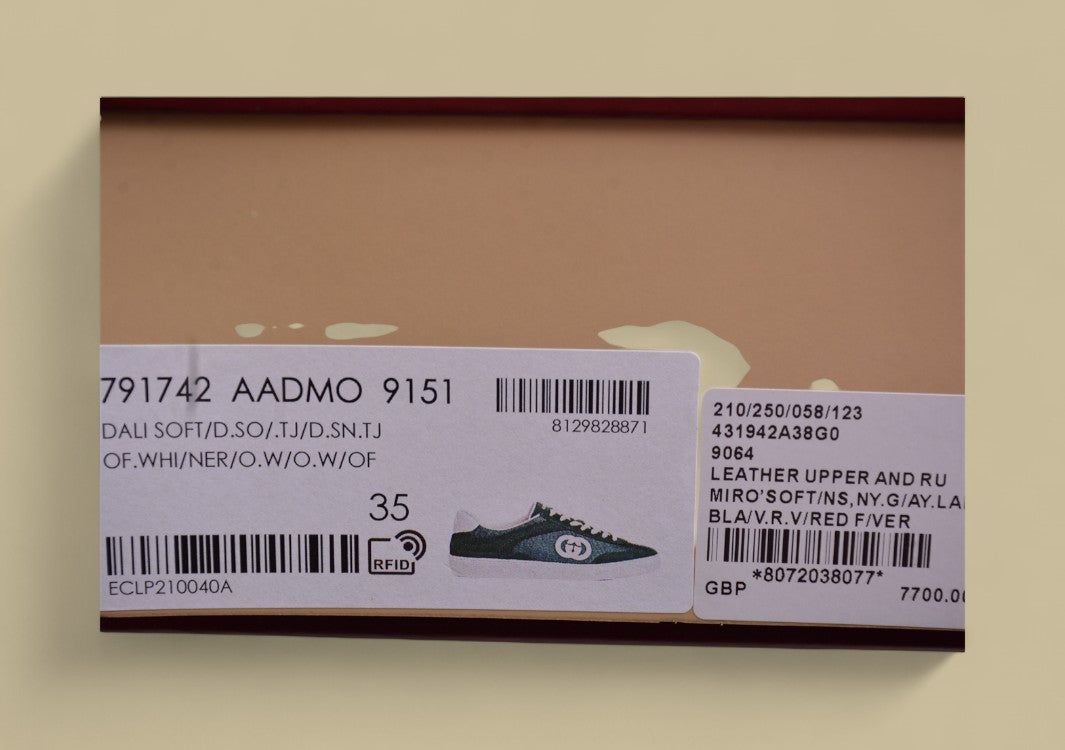 791742 AADMO 9151
DALI SOFT/D.SO/.TJ/D.SN.TJ
OF.WHI/NER/O.W/O.W/OF
8129828871
35
RFID
ECLP210040A
210/250/058/123
431942A38G0
9064
LEATHER UPPER AND RU
MIRO'SOFT/NS,NY.G/AY.LA
BLA/V.R.V/RED F/VER
*8072038077*
GBP 7700.00